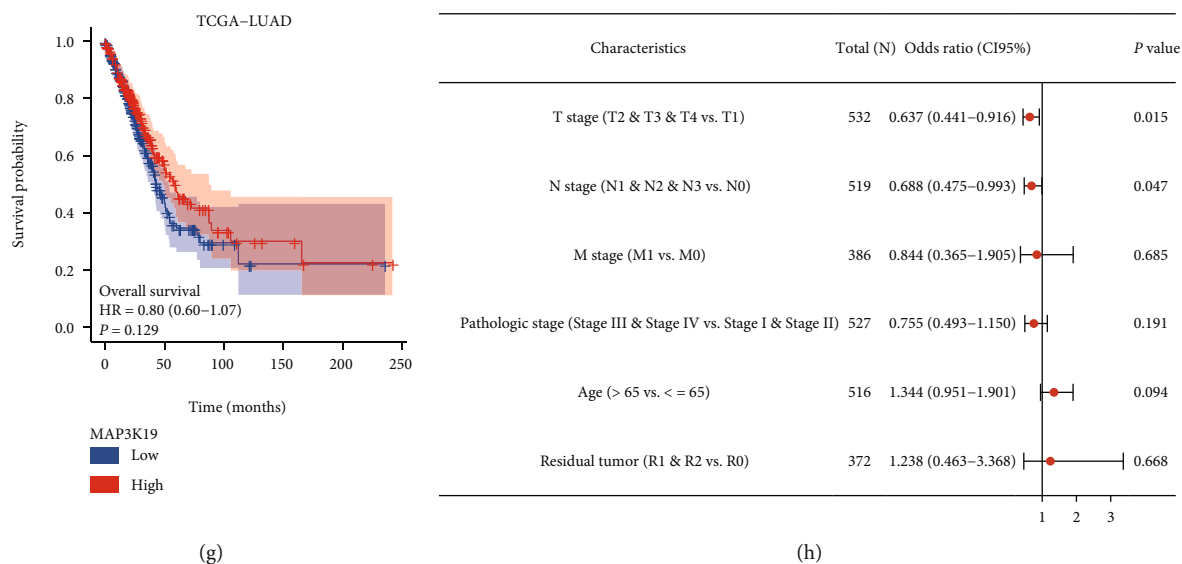 TCGA–LUAD
Survival probability
1.0
0.8
0.6
0.4
0.2
0.0
Overall survival
HR = 0.80 (0.60–1.07)
P = 0.129
0 50 100 150 200 250
Time (months)
MAP3K19
Low
High
(g)
Characteristics Total (N) Odds ratio (CI95%) P value
T stage (T2 & T3 & T4 vs. T1) 532 0.637 (0.441–0.916) 0.015
N stage (N1 & N2 & N3 vs. N0) 519 0.688 (0.475–0.993) 0.047
M stage (M1 vs. M0) 386 0.844 (0.365–1.905) 0.685
Pathologic stage (Stage III & Stage IV vs. Stage I & Stage II) 527 0.755 (0.493–1.150) 0.191
Age (> 65 vs. < = 65) 516 1.344 (0.951–1.901) 0.094
Residual tumor (R1 & R2 vs. R0) 372 1.238 (0.463–3.368) 0.668
1 2 3
(h)